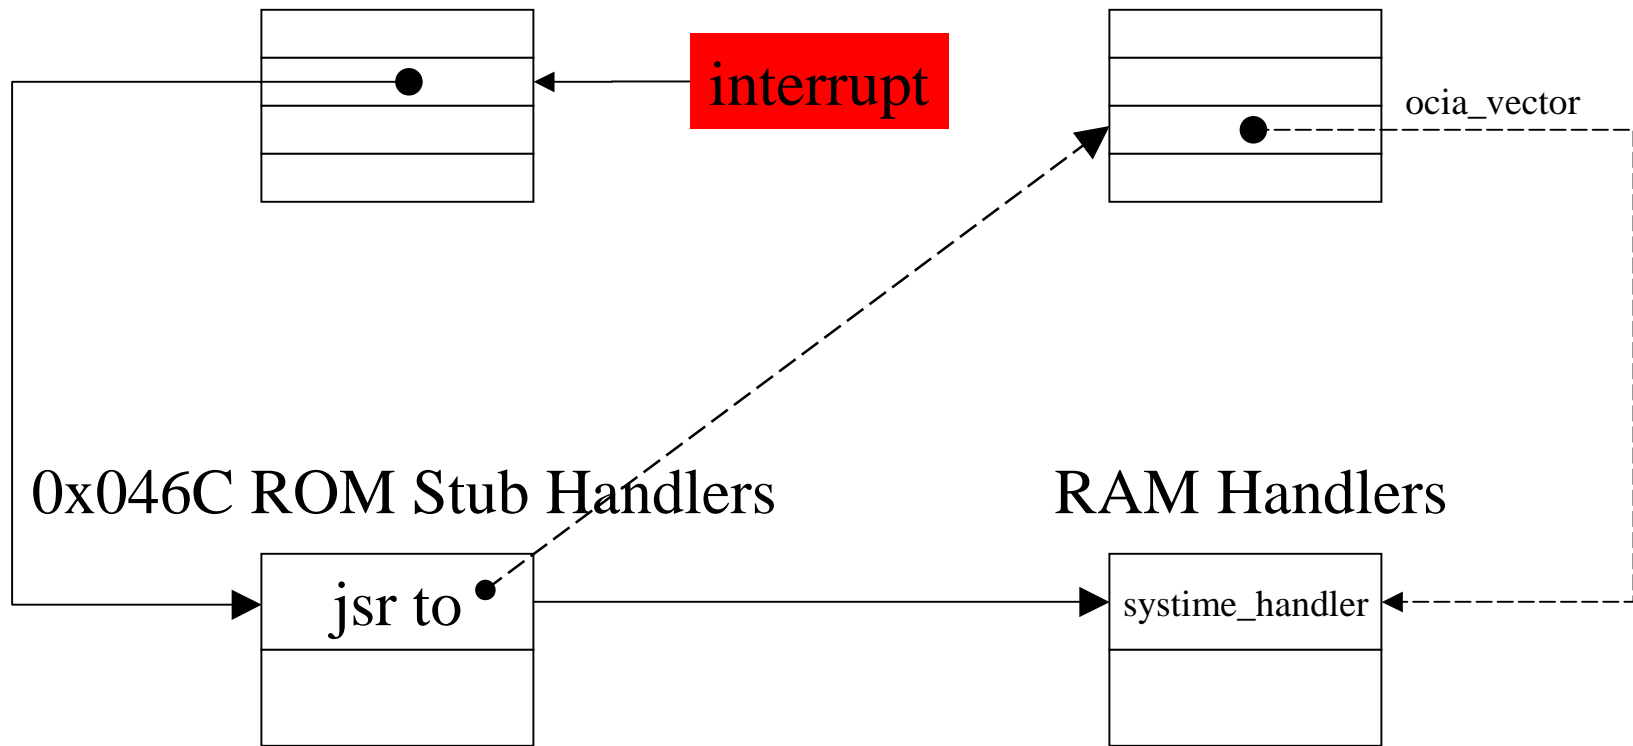 interrupt
ocia_vector
0x046C ROM Stub Handlers
RAM Handlers
jsr to
systime_handler